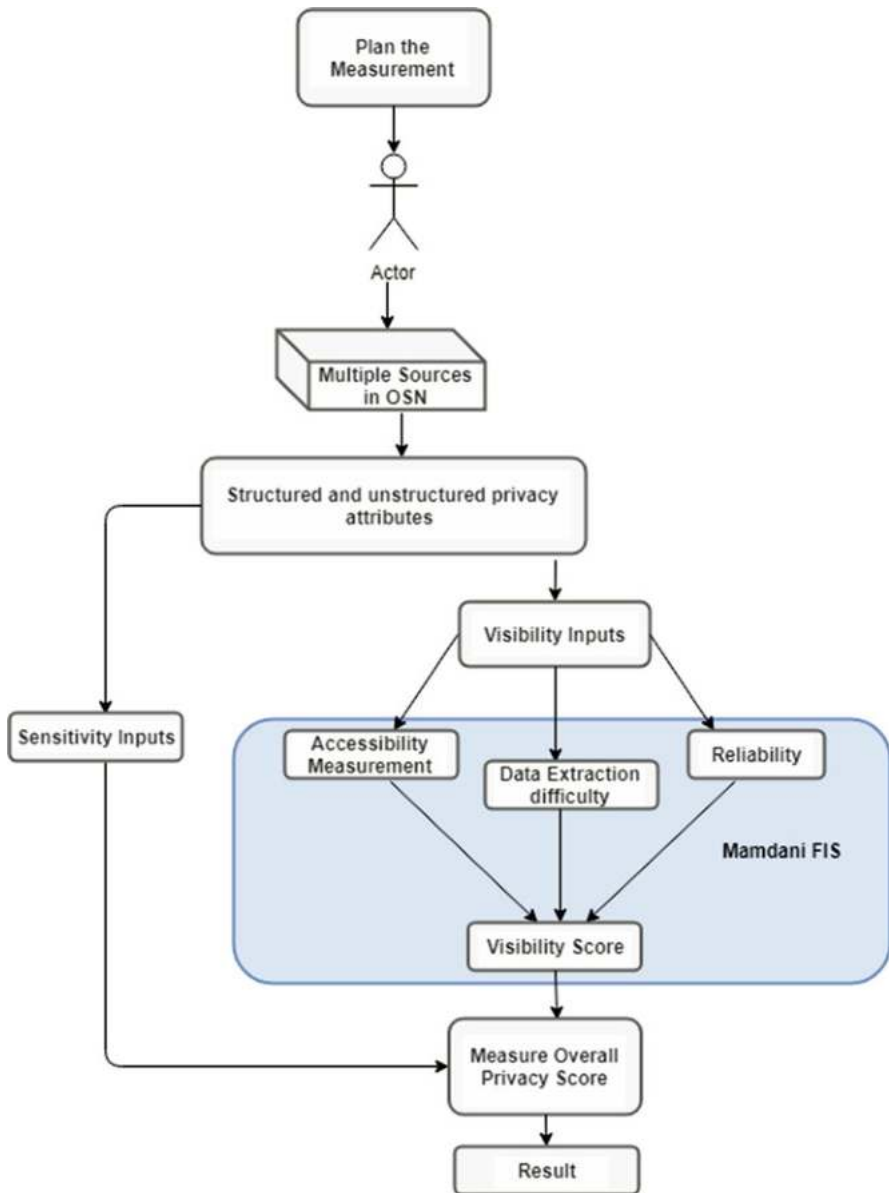 Plan the
Measurement
Actor
Multiple Sources
in OSN
Structured and unstructured privacy
attributes
Visibility Inputs
Sensitivity Inputs
Accessibility
Measurement
Data Extraction
difficulty
Reliability
Mamdani FIS
Visibility Score
Measure Overall
Privacy Score
Result